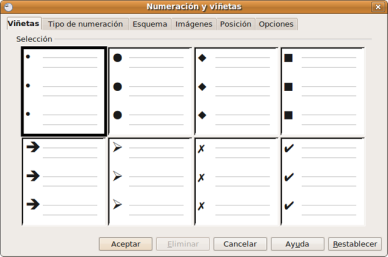 Numeración y viñetas
Viñetas Tipo de numeración Esquema Imágenes Posición Opciones
Selección
Aceptar Eliminar Cancelar Ayuda Restablecer